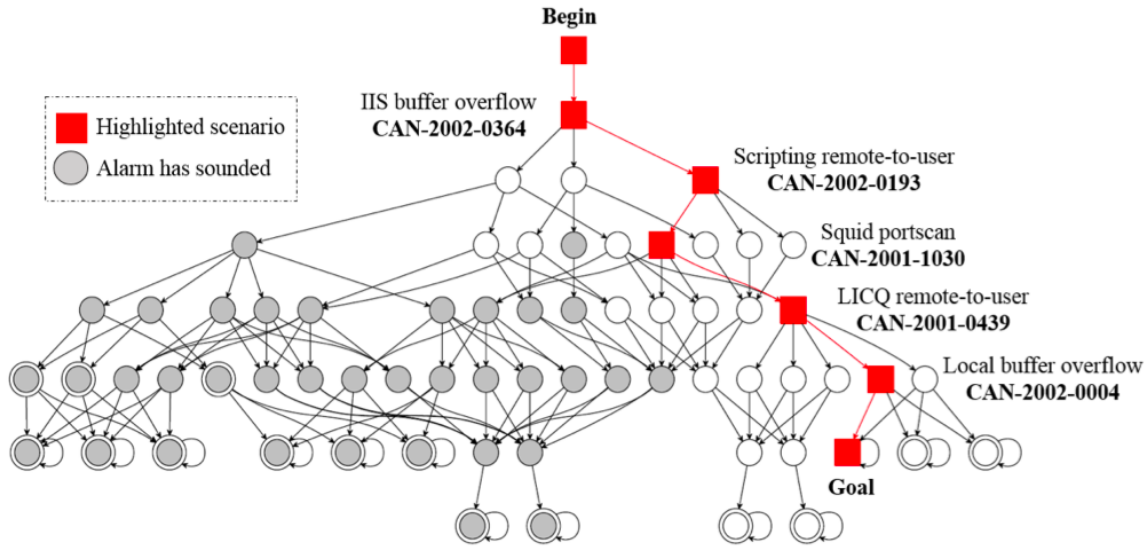 Begin
IIS buffer overflow
CAN-2002-0364
Highlighted scenario
Alarm has sounded
Scripting remote-to-user
CAN-2002-0193
Squid portscan
CAN-2001-1030
LICQ remote-to-user
CAN-2001-0439
Local buffer overflow
CAN-2002-0004
Goal